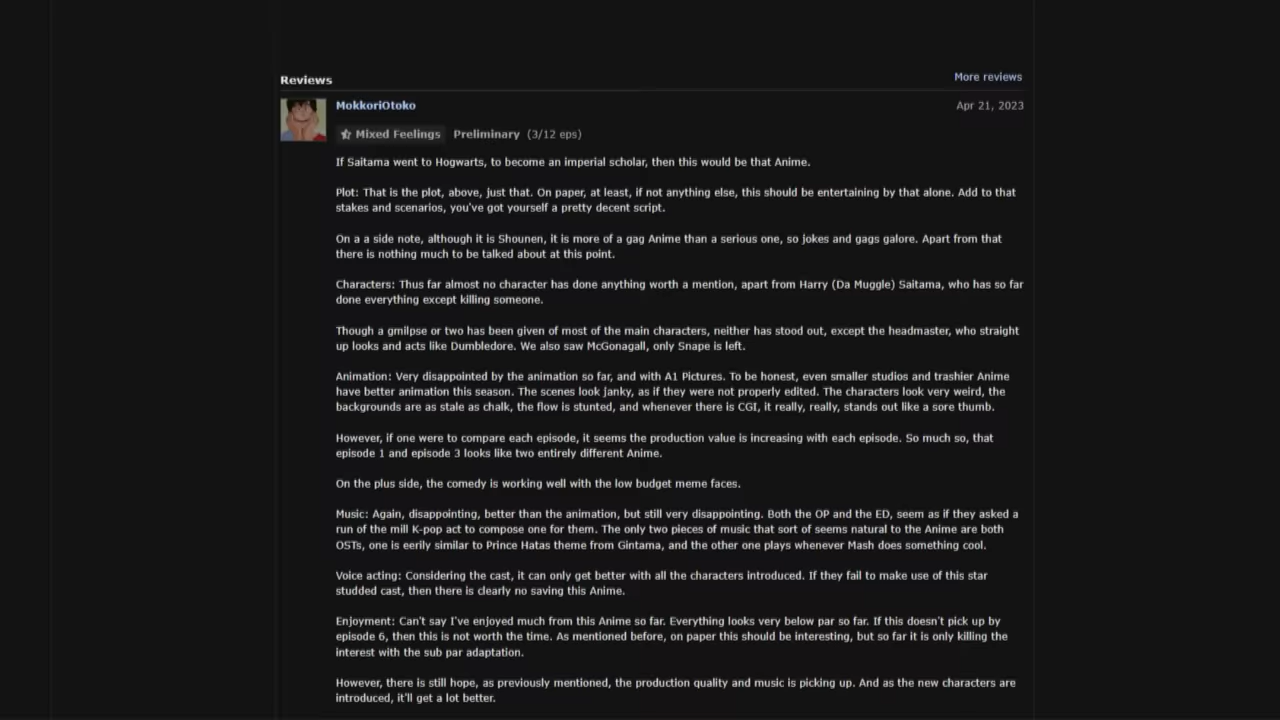 Reviews
More reviews
MokkoriOtoko
Apr 21, 2023
Mixed Feelings Preliminary (3/12 eps)
If Saitama went to Hogwarts, to become an imperial scholar, then this would be that Anime.
Plot: That is the plot, above, just that. On paper, at least, if not anything else, this should be entertaining by that alone. Add to that
stakes and scenarios, you've got yourself a pretty decent script.
On a a side note, although it is Shounen, it is more of a gag Anime than a serious one, so jokes and gags galore. Apart from that
there is nothing much to be talked about at this point.
Characters: Thus far almost no character has done anything worth a mention, apart from Harry (Da Muggle) Saitama, who has so far
done everything except killing someone.
Though a gmilpse or two has been given of most of the main characters, neither has stood out, except the headmaster, who straight
up looks and acts like Dumbledore. We also saw McGonagall, only Snape is left.
Animation: Very disappointed by the animation so far, and with A1 Pictures. To be honest, even smaller studios and trashier Anime
have better animation this season. The scenes look janky, as if they were not properly edited. The characters look very weird, the
backgrounds are as stale as chalk, the flow is stunted, and whenever there is CGI, it really, really, stands out like a sore thumb.
However, if one were to compare each episode, it seems the production value is increasing with each episode. So much so, that
episode 1 and episode 3 looks like two entirely different Anime.
On the plus side, the comedy is working well with the low budget meme faces.
Music: Again, disappointing, better than the animation, but still very disappointing. Both the OP and the ED, seem as if they asked a
run of the mill K-pop act to compose one for them. The only two pieces of music that sort of seems natural to the Anime are both
OSTs, one is eerily similar to Prince Hatas theme from Gintama, and the other one plays whenever Mash does something cool.
Voice acting: Considering the cast, it can only get better with all the characters introduced. If they fail to make use of this star
studded cast, then there is clearly no saving this Anime.
Enjoyment: Can't say I've enjoyed much from this Anime so far. Everything looks very below par so far. If this doesn't pick up by
episode 6, then this is not worth the time. As mentioned before, on paper this should be interesting, but so far it is only killing the
interest with the sub par adaptation.
However, there is still hope, as previously mentioned, the production quality and music is picking up. And as the new characters are
introduced, it'll get a lot better.